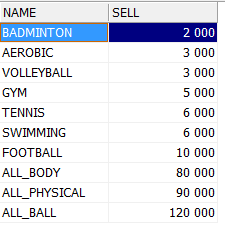 NAME SELL
BADMINTON 2 000
AEROBIC 3 000
VOLLEYBALL 3 000
GYM 5 000
TENNIS 6 000
SWIMMING 6 000
FOOTBALL 10 000
ALL_BODY 80 000
ALL_PHYSICAL 90 000
ALL_BALL 120 000